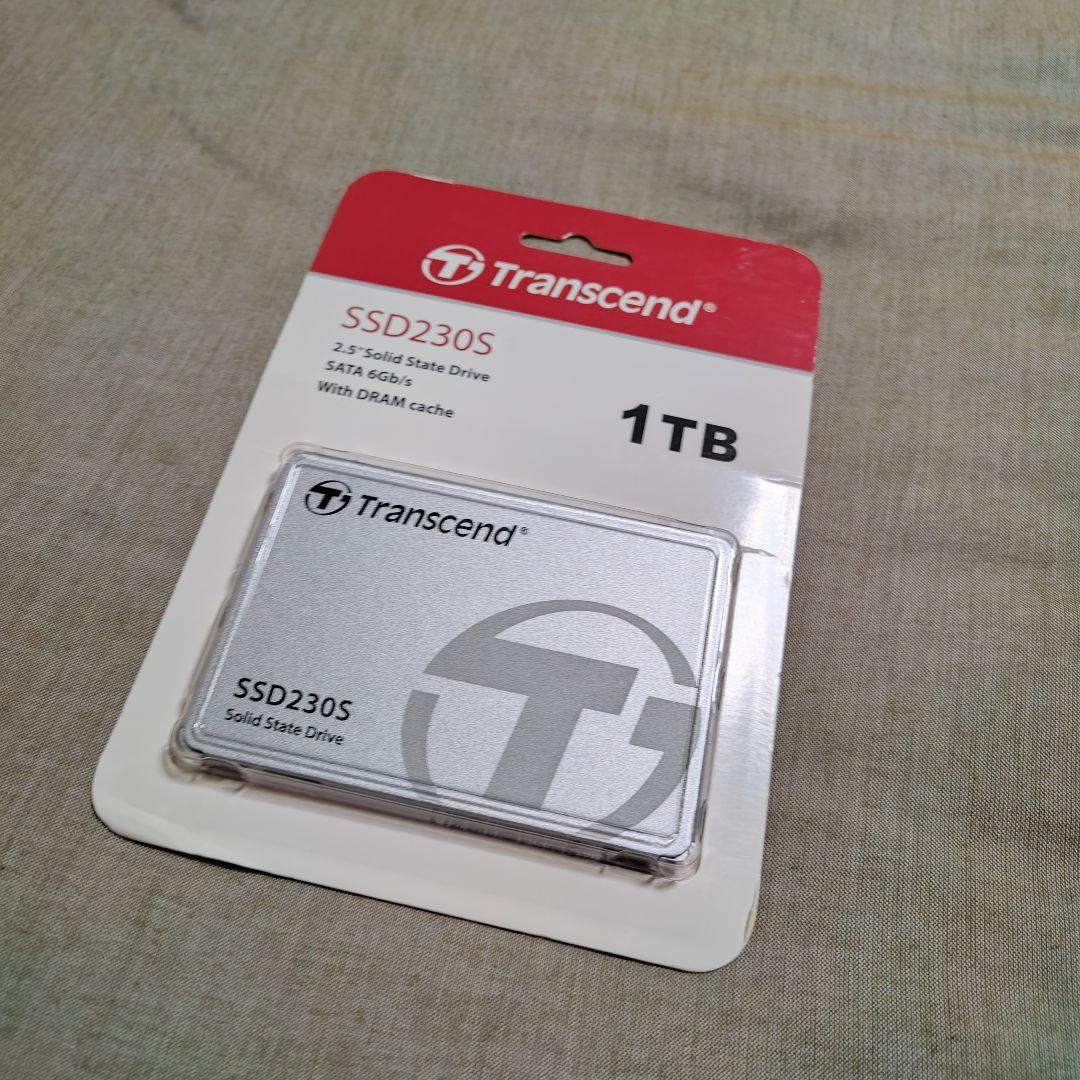 Transcend®
SSD230S
2.5" Solid State Drive
SATA 6Gb/s
With DRAM cache
1TB
Transcend®
SSD230S
Solid State Drive